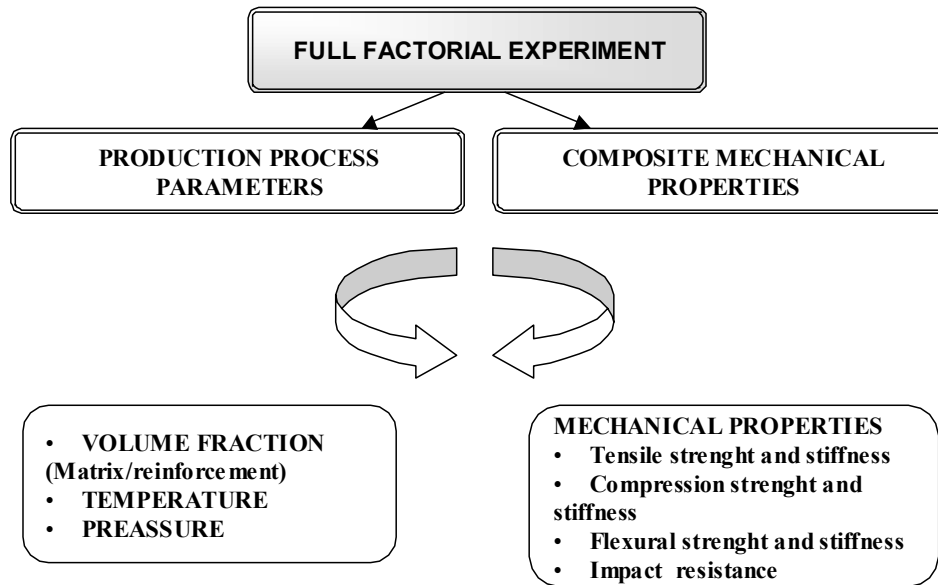 FULL FACTORIAL EXPERIMENT
PRODUCTION PROCESS
PARAMETERS
COMPOSITE MECHANICAL
PROPERTIES
• VOLUME FRACTION
(Matrix/reinforcement)
• TEMPERATURE
• PREASSURE
MECHANICAL PROPERTIES
• Tensile strenght and stiffness
• Compression strenght and
stiffness
• Flexural strenght and stiffness
• Impact resistance